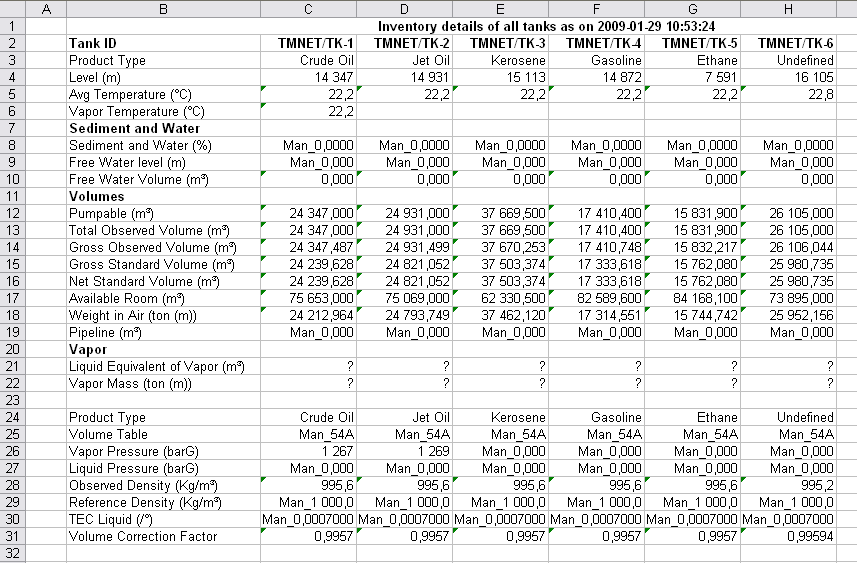 A B C D E F G H
1 Inventory details of all tanks as on 2009-01-29 10:53:24
2 Tank ID TMNET/TK-1 TMNET/TK-2 TMNET/TK-3 TMNET/TK-4 TMNET/TK-5 TMNET/TK-6
3 Product Type Crude Oil Jet Oil Kerosene Gasoline Ethane Undefined
4 Level (m) 14 347 14 931 15 113 14 872 7 591 16 105
5 Avg Temperature (°C) 22,2 22,2 22,2 22,2 22,2 22,8
6 Vapor Temperature (°C) 22,2
7 Sediment and Water
8 Sediment and Water (%) Man_0,0000 Man_0,0000 Man_0,0000 Man_0,0000 Man_0,0000 Man_0,0000
9 Free Water level (m) Man_0,000 Man_0,000 Man_0,000 Man_0,000 Man_0,000 Man_0,000
10 Free Water Volume (m³) 0,000 0,000 0,000 0,000 0,000 0,000
11 Volumes
12 Pumpable (m³) 24 347,000 24 931,000 37 669,500 17 410,400 15 831,900 26 105,000
13 Total Observed Volume (m³) 24 347,000 24 931,000 37 669,500 17 410,400 15 831,900 26 105,000
14 Gross Observed Volume (m³) 24 347,487 24 931,499 37 670,253 17 410,748 15 832,217 26 106,044
15 Gross Standard Volume (m³) 24 239,628 24 821,052 37 503,374 17 333,618 15 762,080 25 980,735
16 Net Standard Volume (m³) 24 239,628 24 821,052 37 503,374 17 333,618 15 762,080 25 980,735
17 Available Room (m³) 75 653,000 75 069,000 62 330,500 82 589,600 84 168,100 73 895,000
18 Weight in Air (ton (m)) 24 212,964 24 793,749 37 462,120 17 314,551 15 744,742 25 952,156
19 Pipeline (m³) Man_0,000 Man_0,000 Man_0,000 Man_0,000 Man_0,000 Man_0,000
20 Vapor
21 Liquid Equivalent of Vapor (m³) ? ? ? ? ? ?
22 Vapor Mass (ton (m)) ? ? ? ? ? ?
23
24 Product Type Crude Oil Jet Oil Kerosene Gasoline Ethane Undefined
25 Volume Table Man_54A Man_54A Man_54A Man_54A Man_54A Man_54A
26 Vapor Pressure (barG) 1 267 1 269 Man_0,000 Man_0,000 Man_0,000 Man_0,000
27 Liquid Pressure (barG) Man_0,000 Man_0,000 Man_0,000 Man_0,000 Man_0,000 Man_0,000
28 Observed Density (Kg/m³) 995,6 995,6 995,6 995,6 995,6 995,2
29 Reference Density (Kg/m³) Man_1 000,0 Man_1 000,0 Man_1 000,0 Man_1 000,0 Man_1 000,0 Man_1 000,0
30 TEC Liquid (/°) Man_0,0007000 Man_0,0007000 Man_0,0007000 Man_0,0007000 Man_0,0007000 Man_0,0007000
31 Volume Correction Factor 0,9957 0,9957 0,9957 0,9957 0,9957 0,99594
32